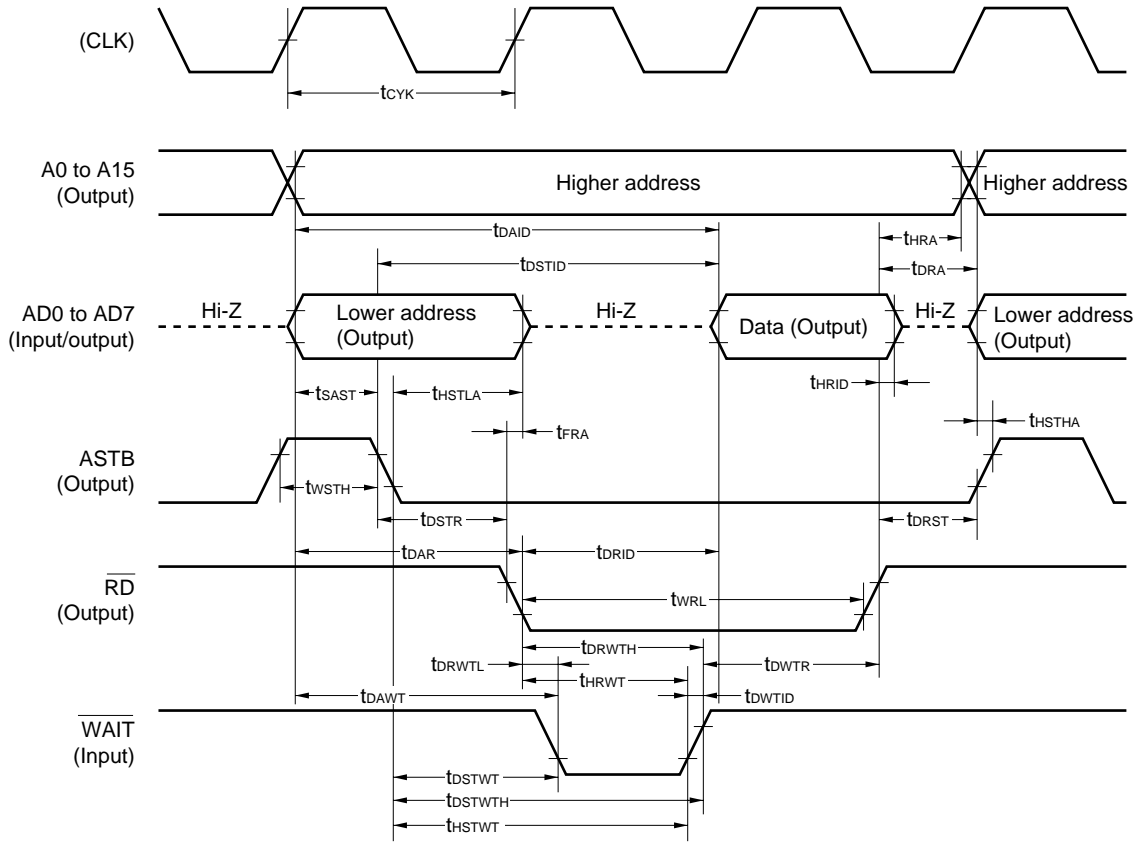 (CLK)
tCYK
A0 to A15
(Output)
Higher address
Higher address
tDAID
tHRA
tDSTID
tDRA
AD0 to AD7
(Input/output)
Hi-Z
Lower address
(Output)
Hi-Z
Data (Output)
Hi-Z
Lower address
(Output)
tSAST
tHSTLA
tHRID
tFRA
tHSTHA
ASTB
(Output)
tWSTH
tDSTR
tDRST
tDAR
tDRID
RD
(Output)
tWRL
tDRWTH
tDRWTL
tDWTR
tHRWT
tDAWT
tDWTID
WAIT
(Input)
tDSTWT
tDSTWTH
tHSTWT